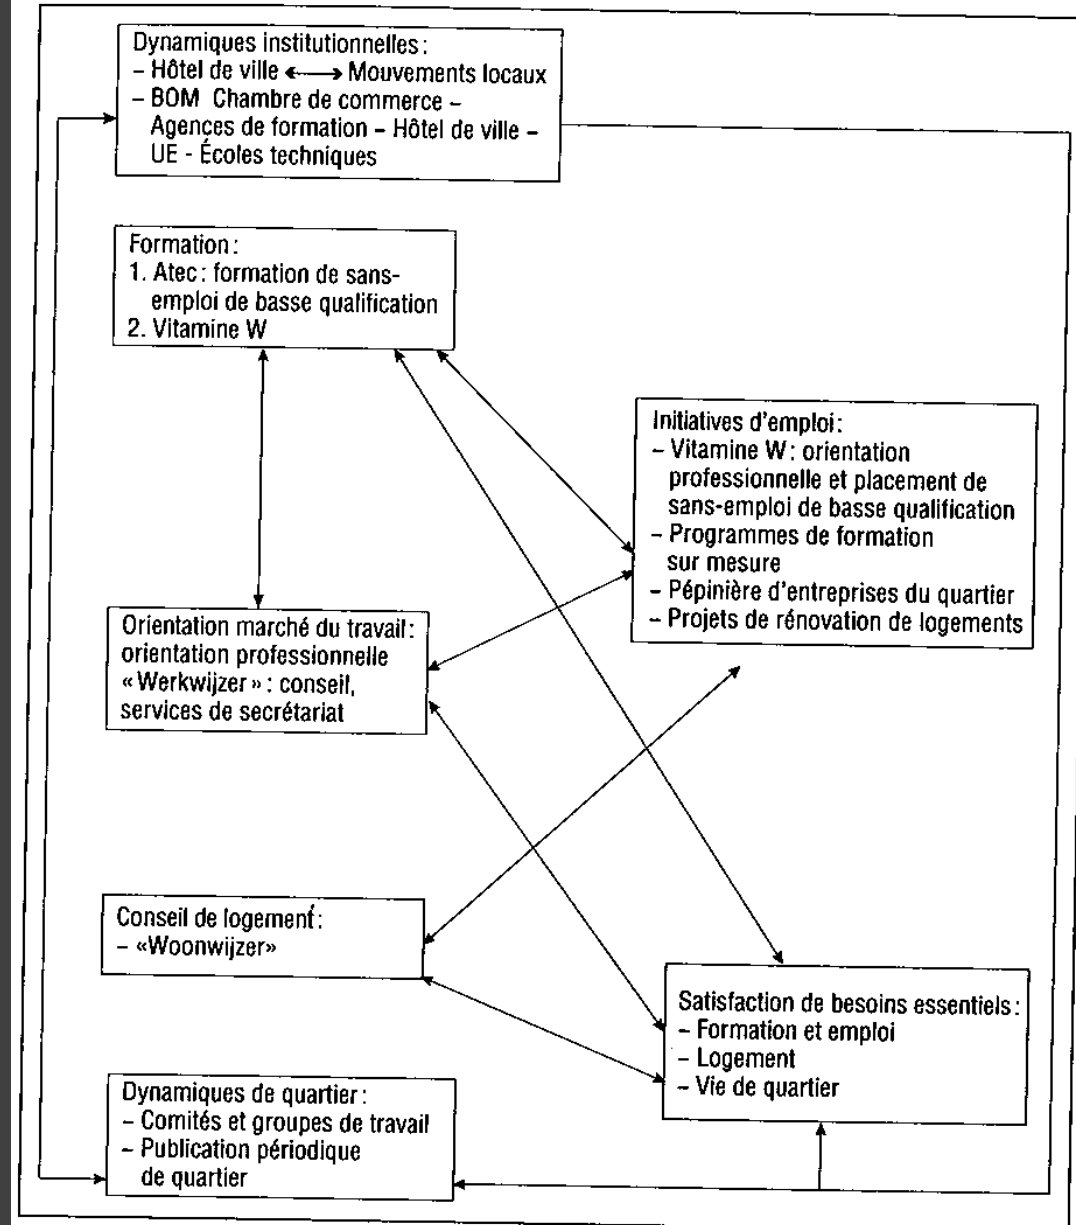 Dynamiques institutionnelles :
– Hôtel de ville ⟷ Mouvements locaux
– BOM Chambre de commerce –
Agences de formation – Hôtel de ville –
UE - Écoles techniques
Formation :
1. Atec : formation de sans-
emploi de basse qualification
2. Vitamine W
Initiatives d'emploi :
– Vitamine W : orientation
professionnelle et placement de
sans-emploi de basse qualification
– Programmes de formation
sur mesure
– Pépinière d'entreprises du quartier
– Projets de rénovation de logements
Orientation marché du travail :
orientation professionnelle
« Werkwijzer » : conseil,
services de secrétariat
Conseil de logement :
– «Woonwijzer»
Satisfaction de besoins essentiels :
– Formation et emploi
– Logement
– Vie de quartier
Dynamiques de quartier :
– Comités et groupes de travail
– Publication périodique
de quartier